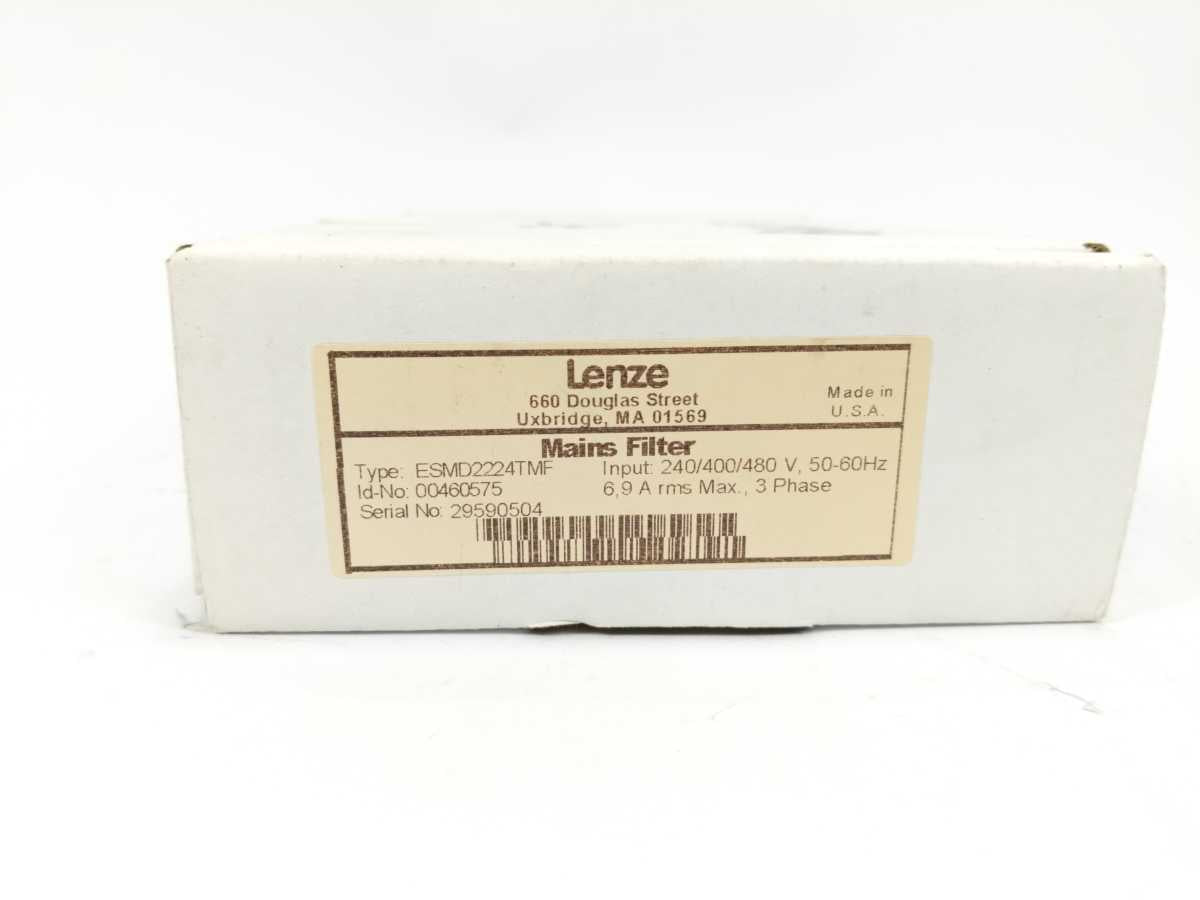 Lenze
660 Douglas Street
Uxbridge, MA 01569
Made in
U.S.A.
Mains Filter
Type: ESMD2224TMF Input: 240/400/480 V, 50-60Hz
Id-No: 00460575 6,9 A rms Max., 3 Phase
Serial No: 29590504